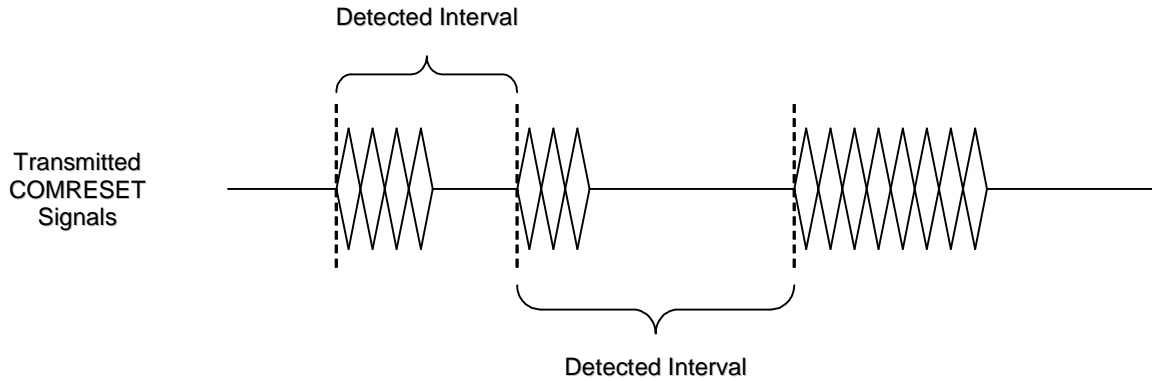 Detected Interval
Transmitted
COMRESET
Signals
Detected Interval